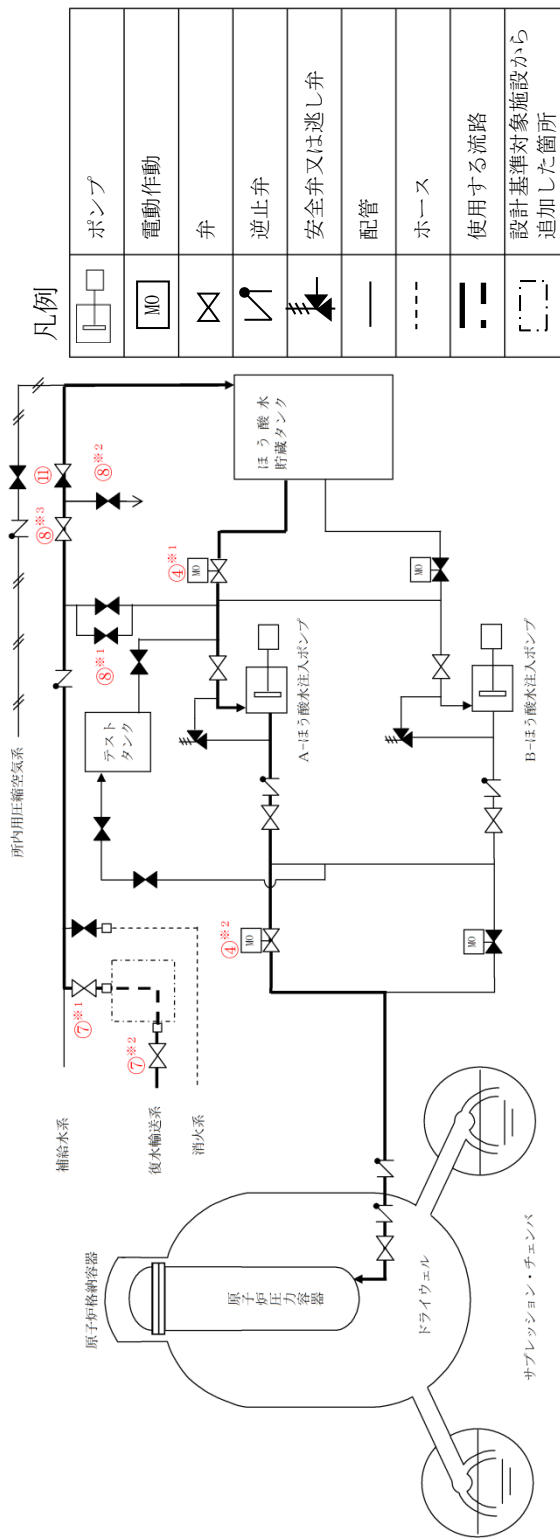 凡例
ポンプ
MO
電動作動
弁
逆止弁
安全弁又は逃し弁
配管
ホース
使用する流路
設計基準対象施設から
追加した箇所
所内用圧縮空気系
補給水系
復水輸送系
消火系
⑦※1
⑦※2
⑧※1
⑧※3
⑧※2
⑪
テスト
タンク
ほう酸水
貯蔵タンク
MO
④※1
MO
④※2
MO
MO
A-ほう酸水注入ポンプ
B-ほう酸水注入ポンプ
原子炉格納容器
原子炉圧力容器
ドライウェル
サプレッション・チェンバ